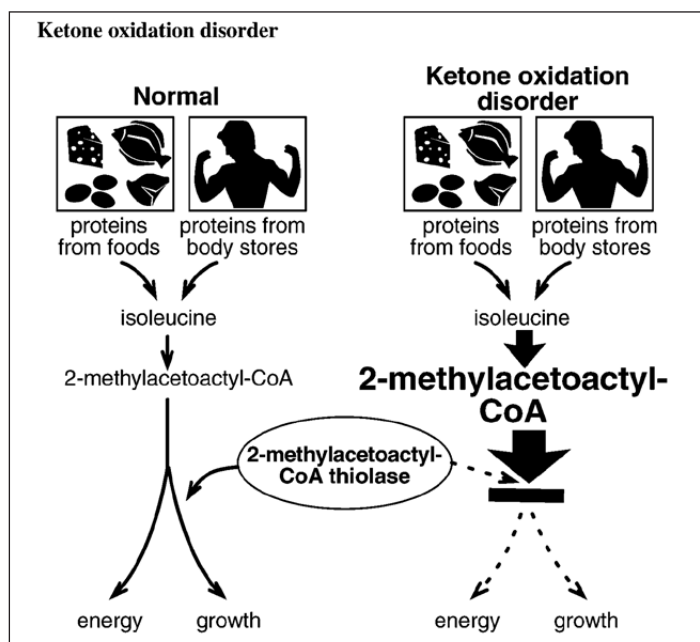 Ketone oxidation disorder
Normal
proteins
from foods
proteins from
body stores
isoleucine
2-methylacetoactyl-CoA
energy
growth
2-methylacetoactyl-
CoA thiolase
Ketone oxidation
disorder
proteins
from foods
proteins from
body stores
isoleucine
2-methylacetoactyl-
CoA
energy
growth